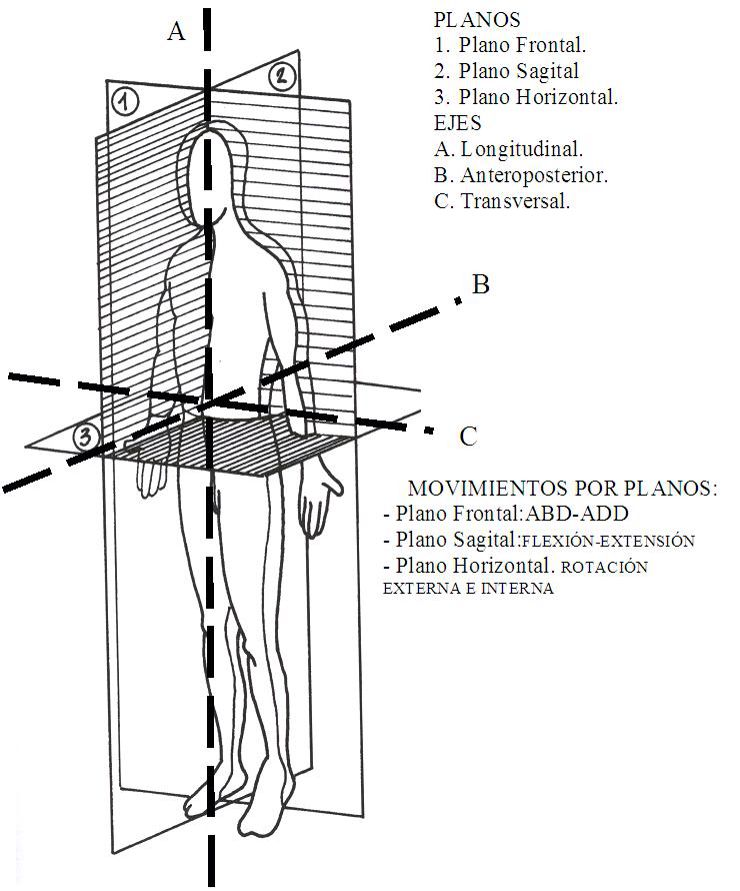 A
1
2
PLANOS
1. Plano Frontal.
2. Plano Sagital
3. Plano Horizontal.
EJES
A. Longitudinal.
B. Anteroposterior.
C. Transversal.
B
C
3
MOVIMIENTOS POR PLANOS:
- Plano Frontal:ABD-ADD
- Plano Sagital:FLEXIÓN-EXTENSIÓN
- Plano Horizontal. ROTACIÓN
EXTERNA E INTERNA